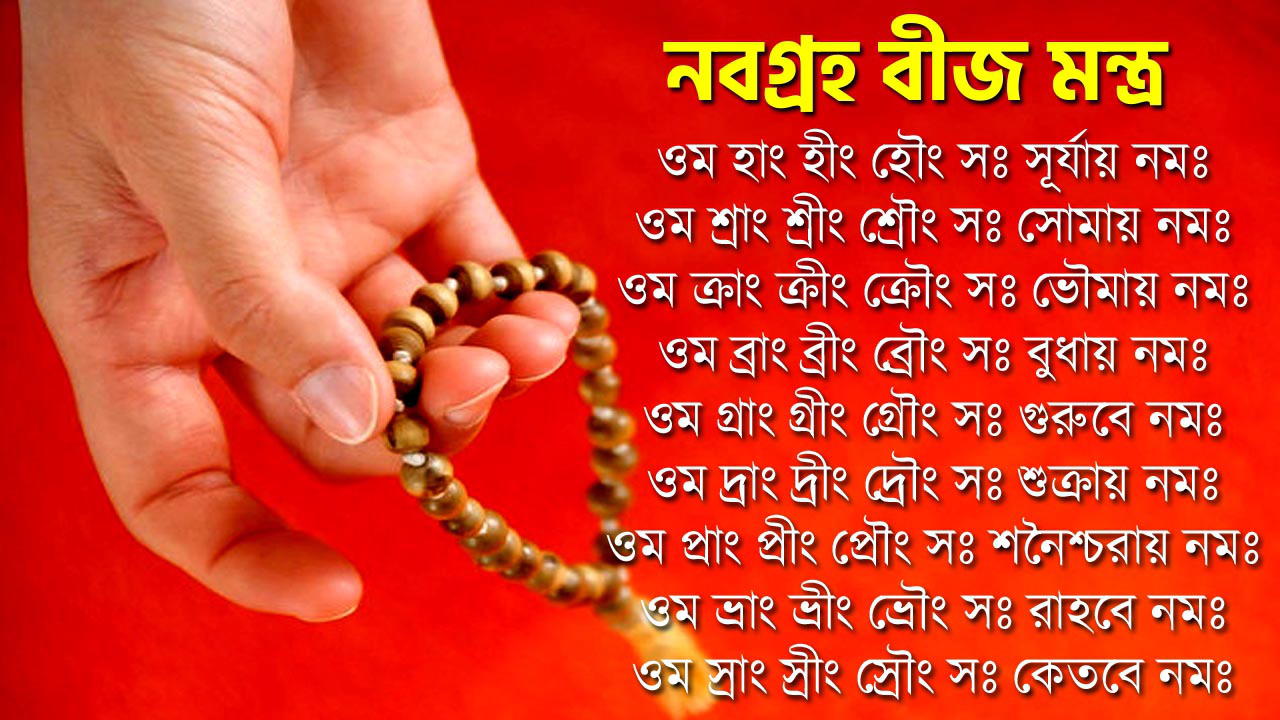 নবগ্রহ বীজ মন্ত্র
ওম হাং হীং হৌং সঃ সূর্যায় নমঃ
ওম শ্রাং শ্রীং শ্রৌং সঃ সোমায় নমঃ
ওম ক্রাং ক্রীং ক্রৌং সঃ ভৌমায় নমঃ
ওম ব্রাং ব্রীং ব্রৌং সঃ বুধায় নমঃ
ওম গ্রাং গ্রীং গ্রৌং সঃ গুরুবে নমঃ
ওম দ্রাং দ্রীং দ্রৌং সঃ শুক্রায় নমঃ
ওম প্রাং প্রীং প্রৌং সঃ শনৈশ্চরায় নমঃ
ওম ভ্রাং ভ্রীং ভ্রৌং সঃ রাহবে নমঃ
ওম স্রাং স্রীং স্রৌং সঃ কেতবে নমঃ